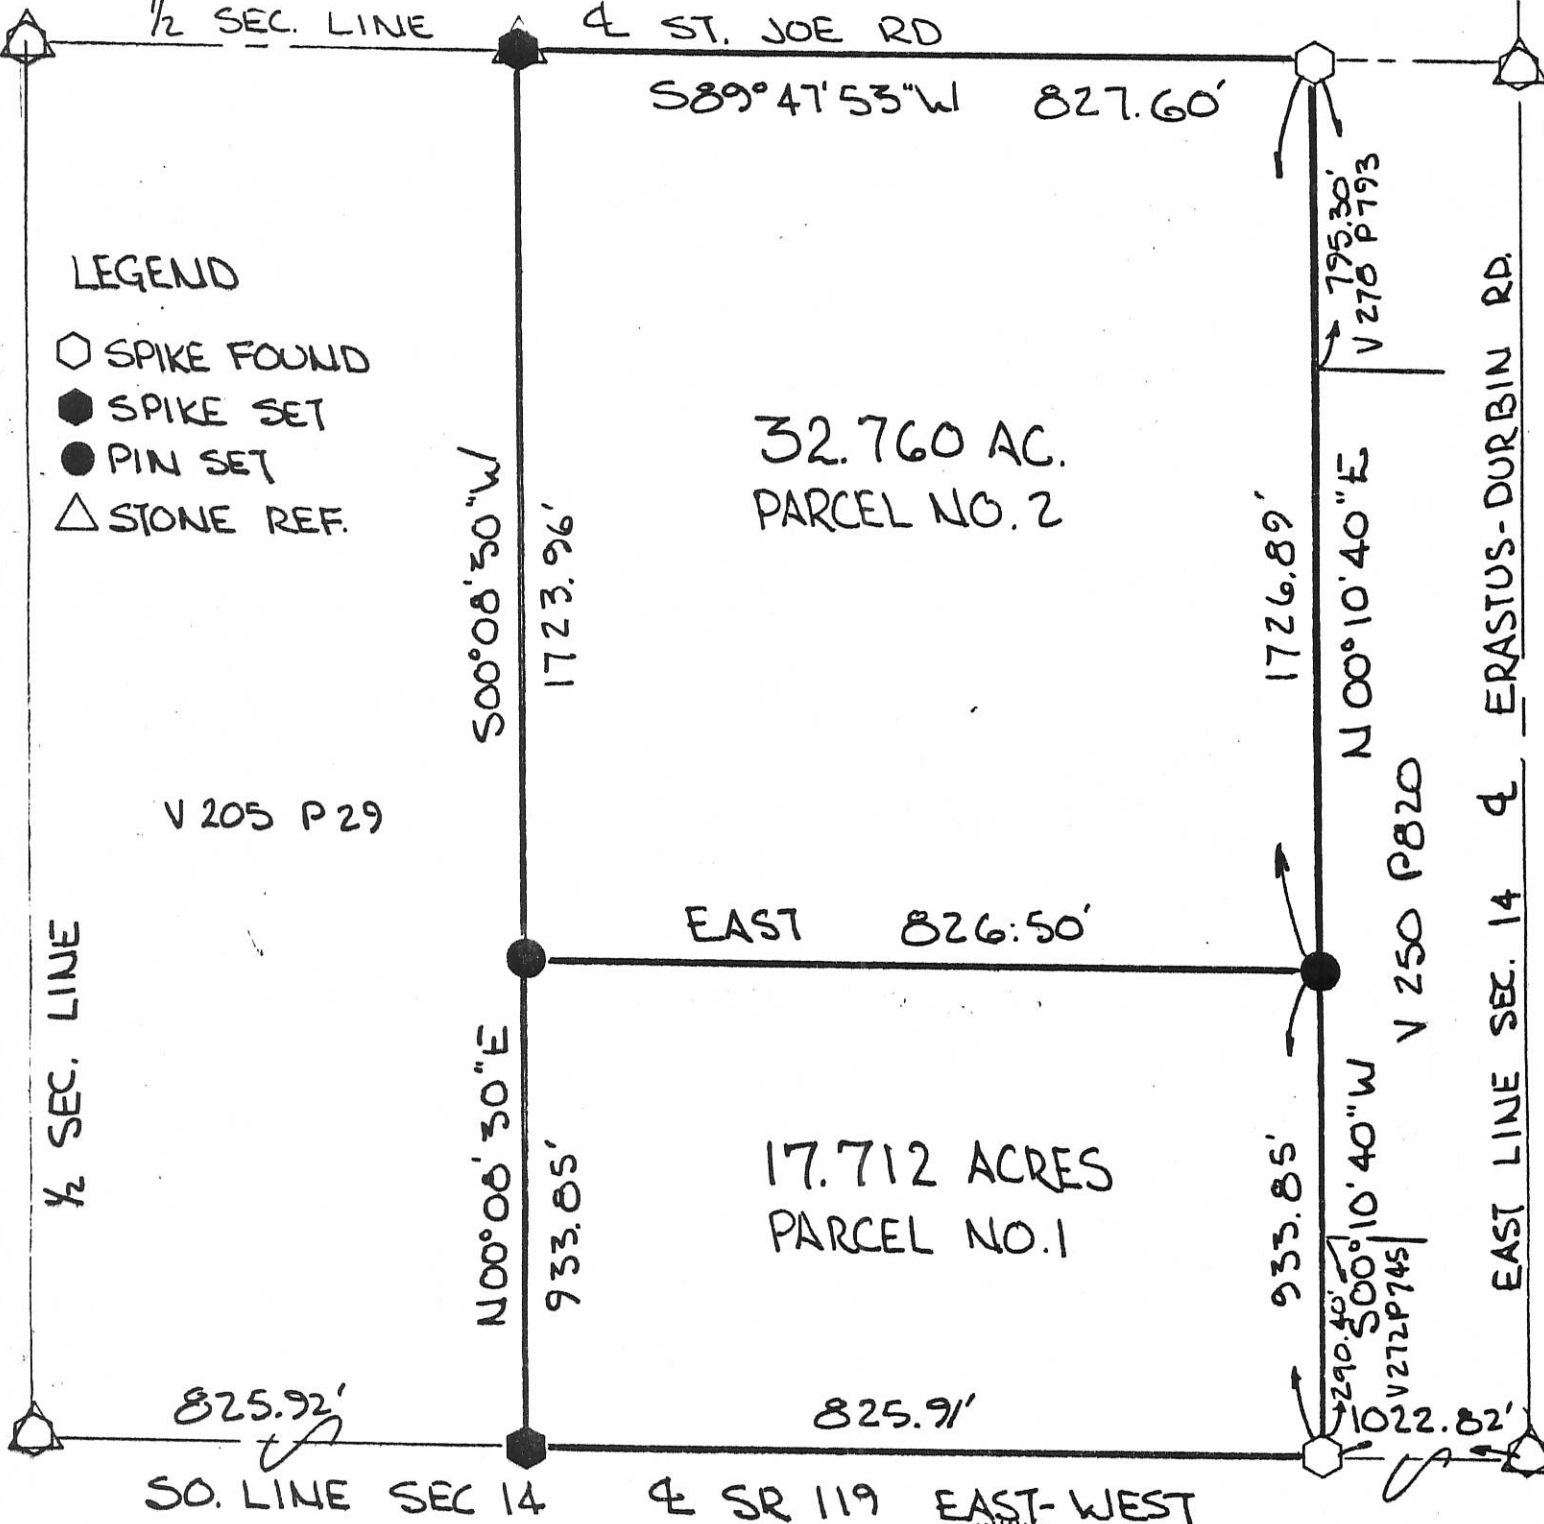 ½ SEC. LINE
℄ ST. JOE RD
S89°47'53"W 827.60'
795.30'
V 278 P793
LEGEND
SPIKE FOUND
SPIKE SET
PIN SET
STONE REF.
32.760 AC.
PARCEL NO. 2
S00°08'30"W
1723.96'
1726.89'
N 00°10'40"E
℄ ERASTUS-DURBIN RD.
V 205 P 29
V 250 P820
EAST 826.50'
½ SEC. LINE
N00°08'30"E
933.85'
17.712 ACRES
PARCEL NO. 1
933.85'
S00°10'40"W
290.40'
V272P745
EAST LINE SEC. 14
825.92'
825.91'
1022.82'
SO. LINE SEC 14 ℄ SR 119 EAST-WEST